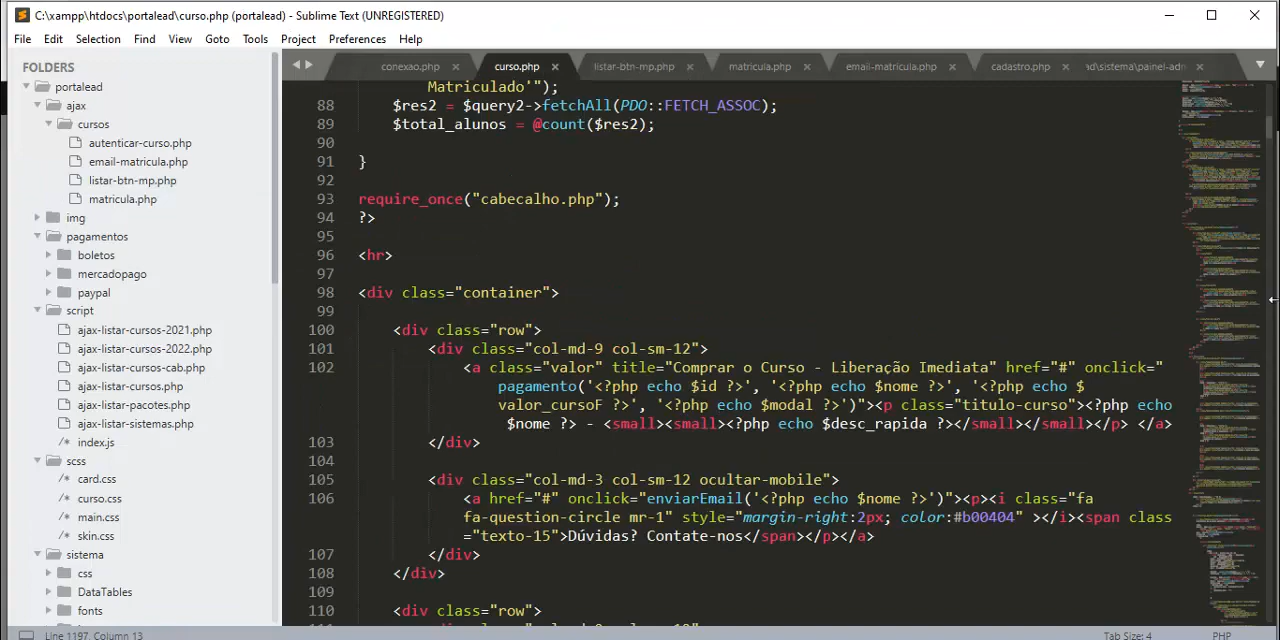 C:\xampp\htdocs\portalead\curso.php (portalead) - Sublime Text (UNREGISTERED)
File Edit Selection Find View Goto Tools Project Preferences Help
FOLDERS
portalead
ajax
cursos
autenticar-curso.php
email-matricula.php
listar-btn-mp.php
matricula.php
img
pagamentos
boletos
mercadopago
paypal
script
ajax-listar-cursos-2021.php
ajax-listar-cursos-2022.php
ajax-listar-cursos-cab.php
ajax-listar-cursos.php
ajax-listar-pacotes.php
ajax-listar-sistemas.php
index.js
scss
card.css
curso.css
main.css
skin.css
sistema
css
DataTables
fonts
conexao.php curso.php listar-btn-mp.php matricula.php email-matricula.php cadastro.php ad\sistema\painel-adm
Matriculado'");
88 $res2 = $query2->fetchAll(PDO::FETCH_ASSOC);
89 $total_alunos = @count($res2);
90
91 }
92
93 require_once("cabecalho.php");
94 ?>
95
96 <hr>
97
98 <div class="container">
99
100 <div class="row">
101 <div class="col-md-9 col-sm-12">
102 <a class="valor" title="Comprar o Curso - Liberação Imediata" href="#" onclick="
pagamento('<?php echo $id ?>', '<?php echo $nome ?>', '<?php echo $
valor_cursoF ?>', '<?php echo $modal ?>')"><p class="titulo-curso"><?php echo
$nome ?> - <small><small><?php echo $desc_rapida ?></small></small></p> </a>
103 </div>
104
105 <div class="col-md-3 col-sm-12 ocultar-mobile">
106 <a href="#" onclick="enviarEmail('<?php echo $nome ?>')"><p><i class="fa
fa-question-circle mr-1" style="margin-right:2px; color:#b00404" ></i><span class
="texto-15">Dúvidas? Contate-nos</span></p></a>
107 </div>
108 </div>
109
110 <div class="row">
Line 1197, Column 13 Tab Size: 4 PHP